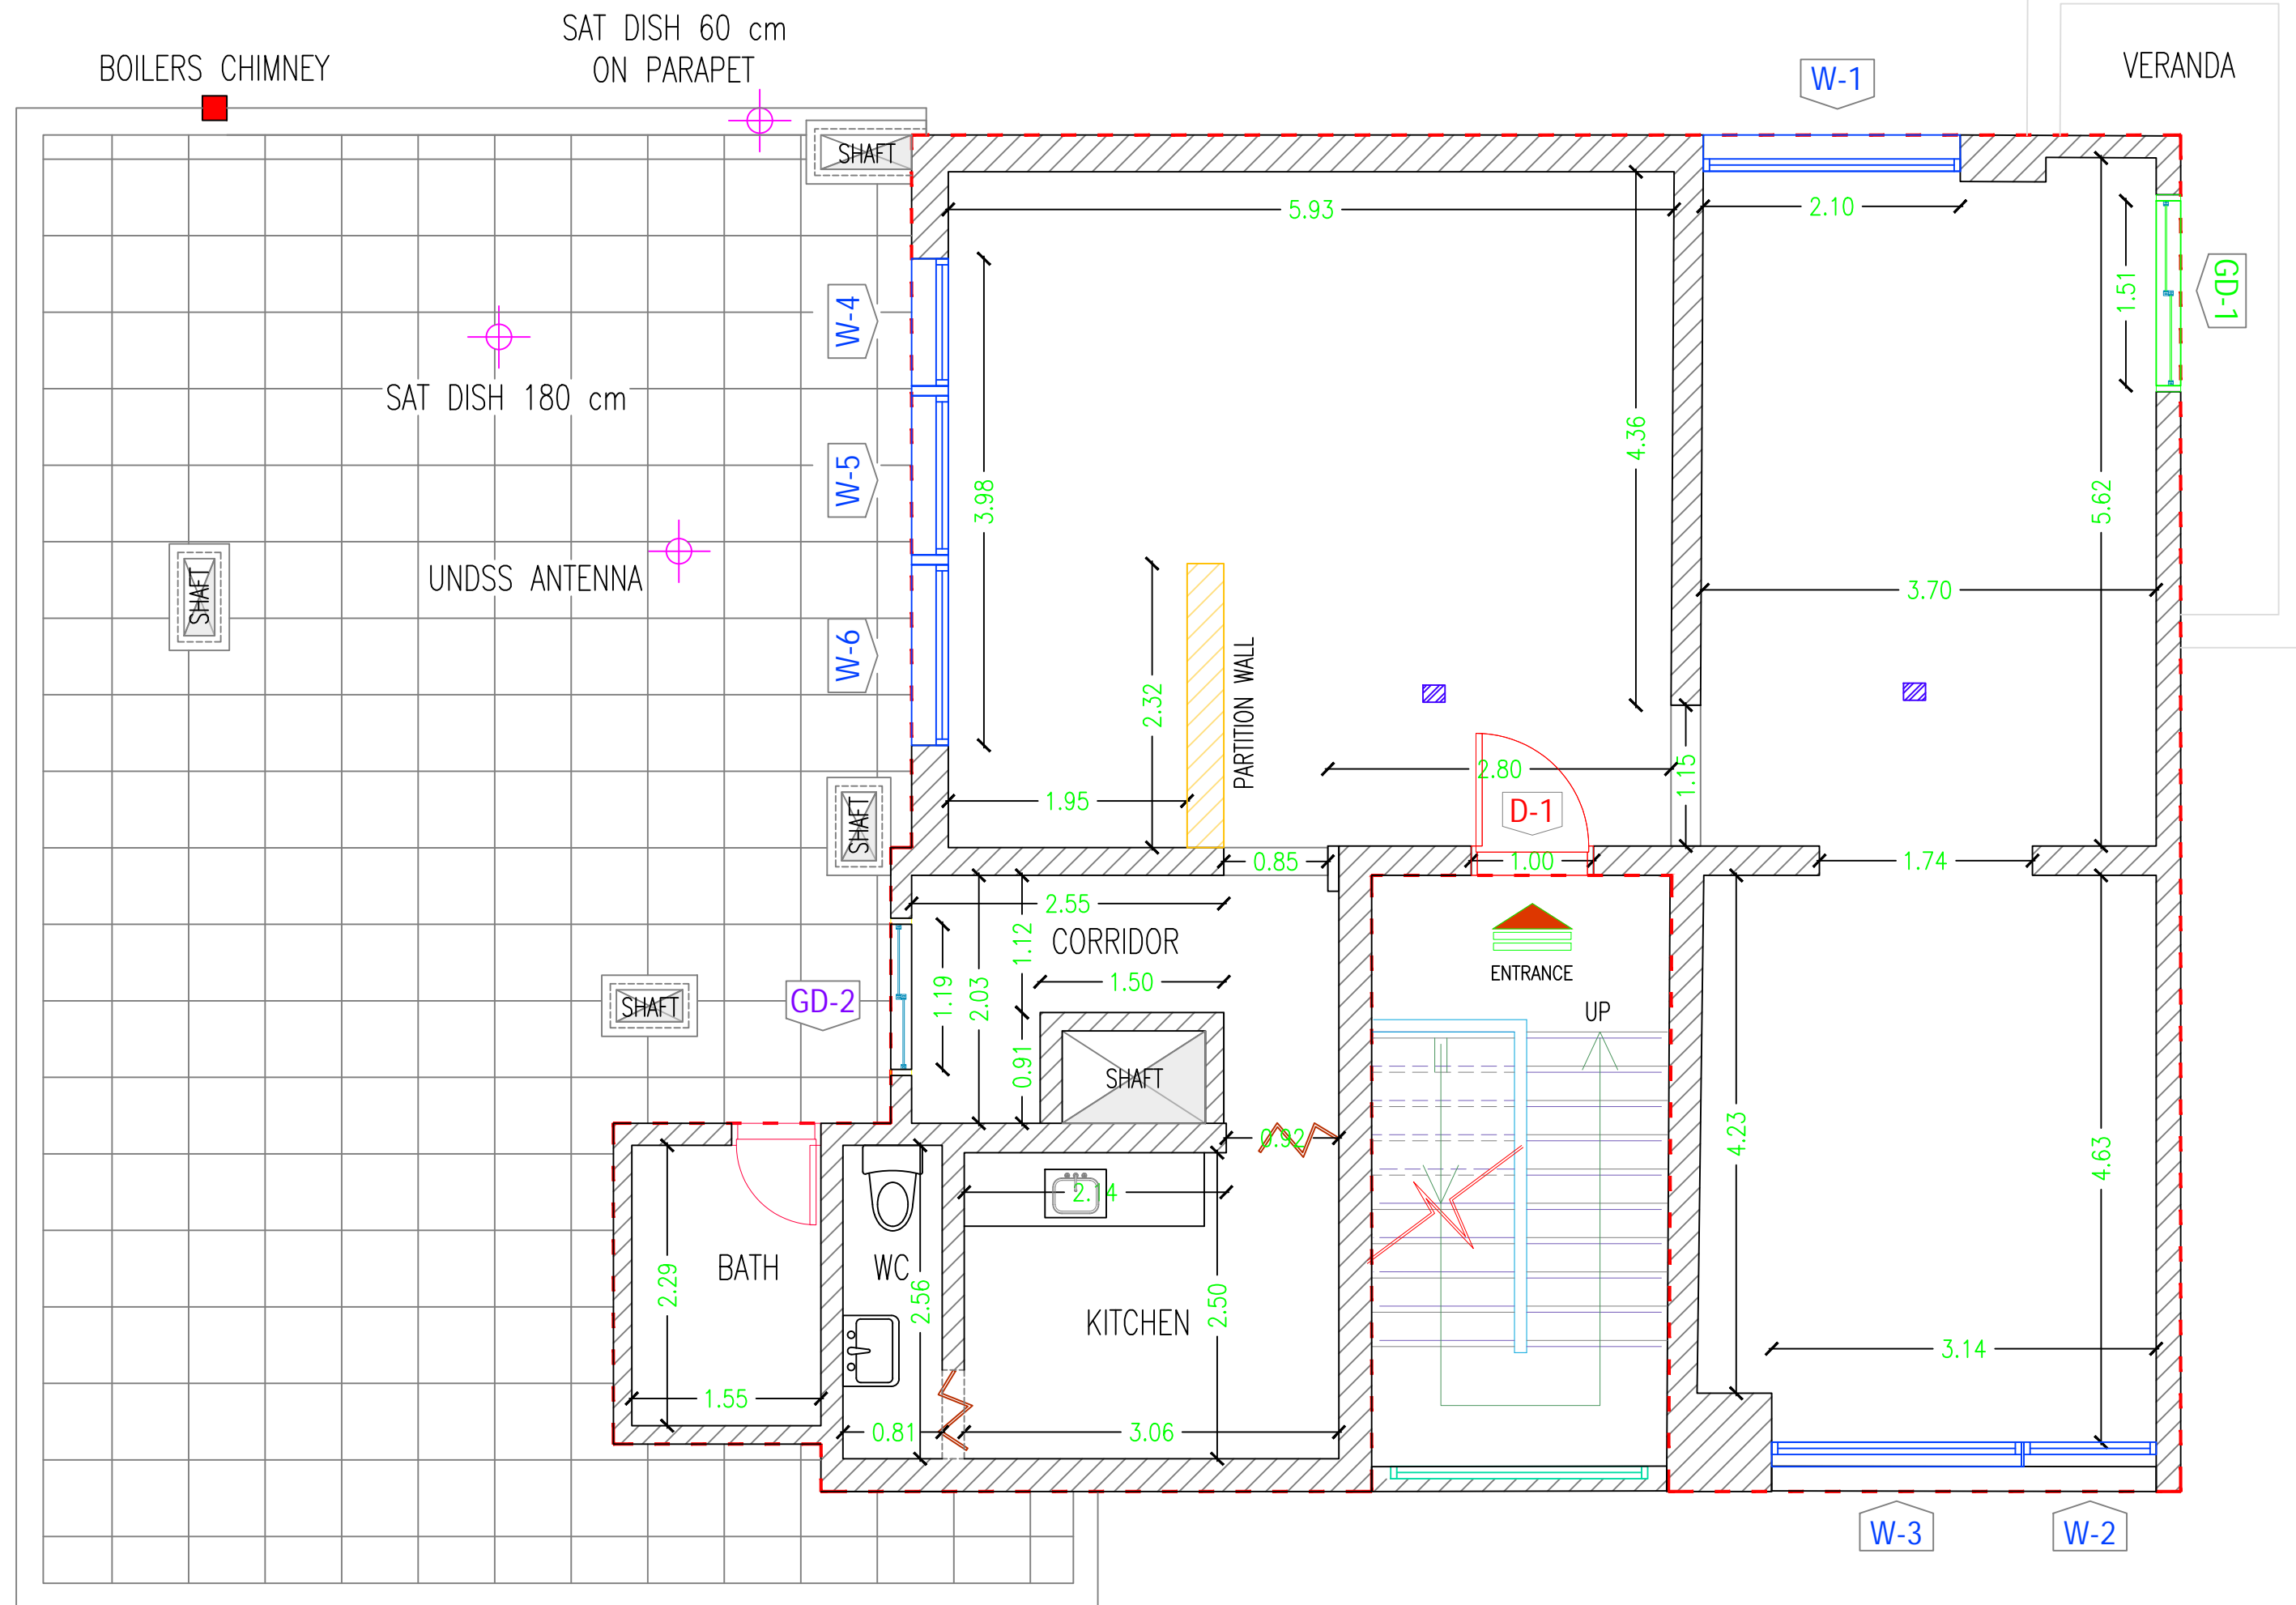 SAT DISH 60 cm
ON PARAPET
BOILERS CHIMNEY
VERANDA
W-1
SHAFT
5.93
2.10
GD-1
1.51
W-4
SAT DISH 180 cm
4.36
W-5
3.98
5.62
UNDSS ANTENNA
SHAFT
3.70
W-6
2.32
PARTITION WALL
2.80
1.15
1.95
D-1
SHAFT
0.85
1.00
1.74
2.55
CORRIDOR
1.12
1.19
2.03
1.50
ENTRANCE
UP
GD-2
SHAFT
0.91
SHAFT
0.92
4.23
4.63
2.14
BATH
WC
2.29
2.56
KITCHEN
2.50
3.14
1.55
0.81
3.06
W-3
W-2